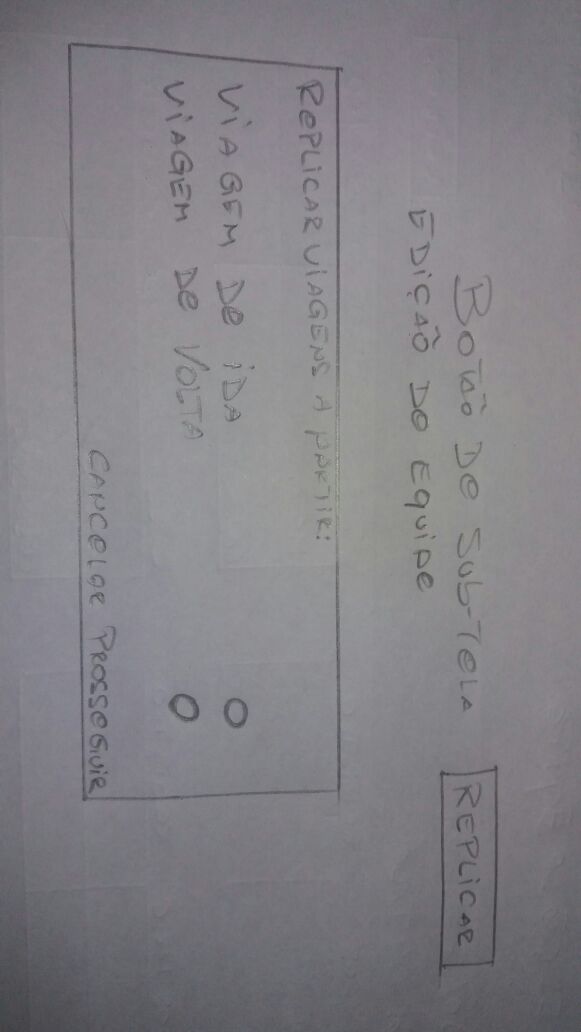 BOTÃO DE SUB-TELA REPLICAR
EDIÇÃO DO EQUIPE
REPLICAR VIAGENS A PARTIR:
VIAGEM DE IDA
VIAGEM DE VOLTA
CANCELAR PROSSEGUIR